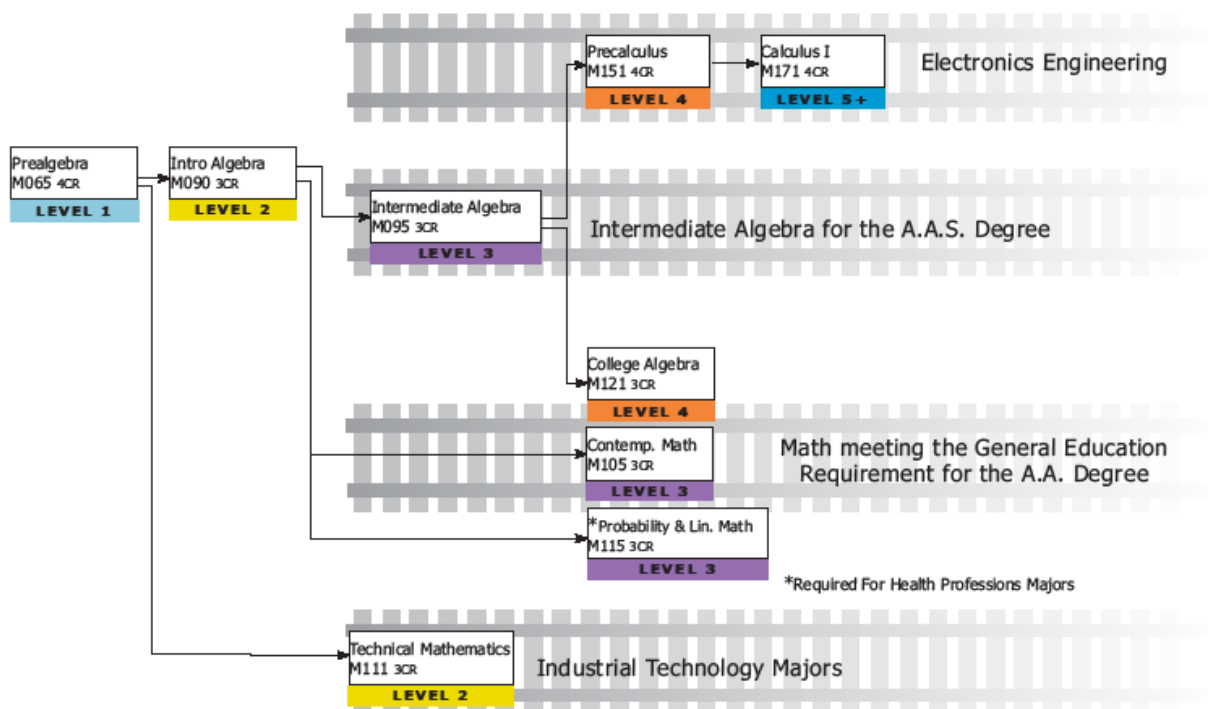 Precalculus
M151 4CR
LEVEL 4
Calculus I
M171 4CR
LEVEL 5+
Electronics Engineering
Prealgebra
M065 4CR
LEVEL 1
Intro Algebra
M090 3CR
LEVEL 2
Intermediate Algebra
M095 3CR
LEVEL 3
Intermediate Algebra for the A.A.S. Degree
College Algebra
M121 3CR
LEVEL 4
Contemp. Math
M105 3CR
LEVEL 3
Math meeting the General Education
Requirement for the A.A. Degree
*Probability & Lin. Math
M115 3CR
LEVEL 3
*Required For Health Professions Majors
Technical Mathematics
M111 3CR
LEVEL 2
Industrial Technology Majors